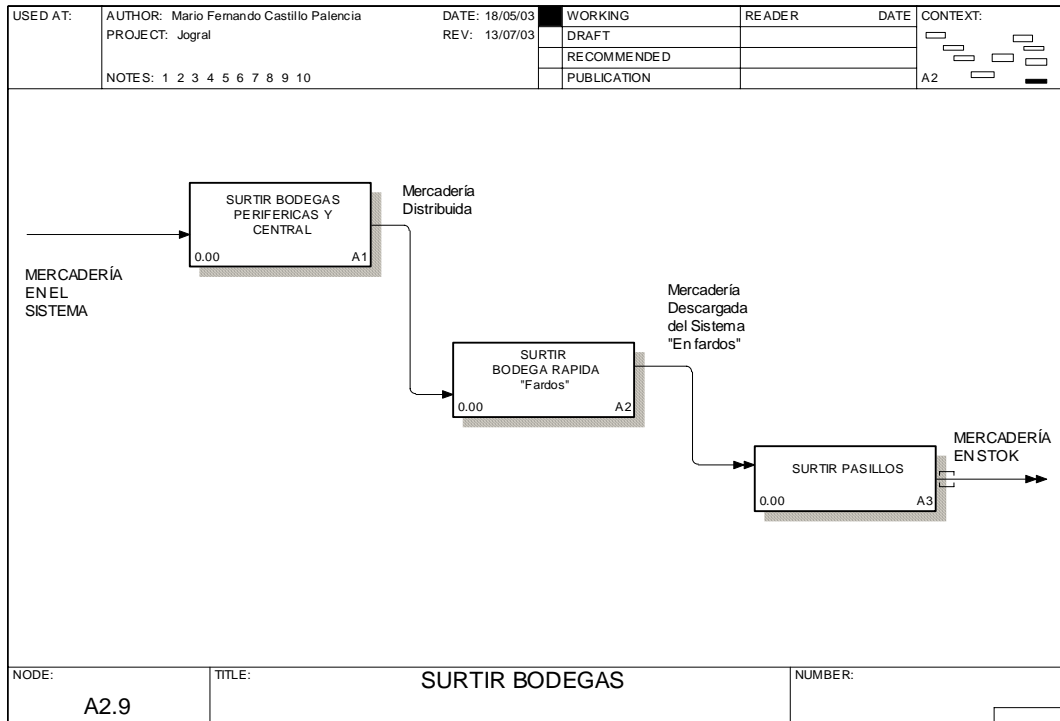 USED AT:
AUTHOR: Mario Fernando Castillo Palencia
DATE: 18/05/03
PROJECT: Jogral
REV: 13/07/03
NOTES: 1 2 3 4 5 6 7 8 9 10
WORKING
DRAFT
RECOMMENDED
PUBLICATION
READER DATE
CONTEXT:
A2
MERCADERÍA
EN EL
SISTEMA
SURTIR BODEGAS
PERIFERICAS Y
CENTRAL
0.00 A1
Mercadería
Distribuida
SURTIR
BODEGA RAPIDA
"Fardos"
0.00 A2
Mercadería
Descargada
del Sistema
"En fardos"
SURTIR PASILLOS
0.00 A3
MERCADERÍA
EN STOK
NODE:
A2.9
TITLE:
SURTIR BODEGAS
NUMBER: